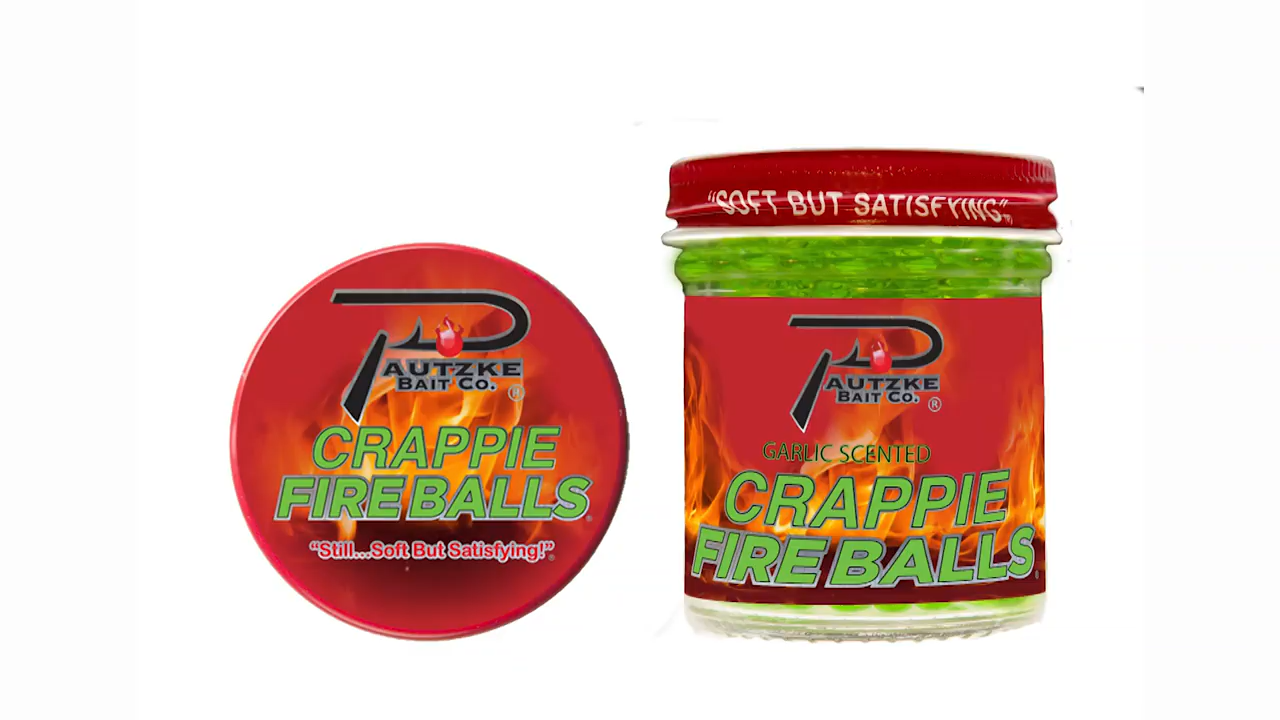 PAUTZKE
BAIT CO.
®
CRAPPIE
FIRE BALLS
"Still...Soft But Satisfying!"
"SOFT BUT SATISFYING"
PAUTZKE
BAIT CO.
®
GARLIC SCENTED
CRAPPIE
FIRE BALLS